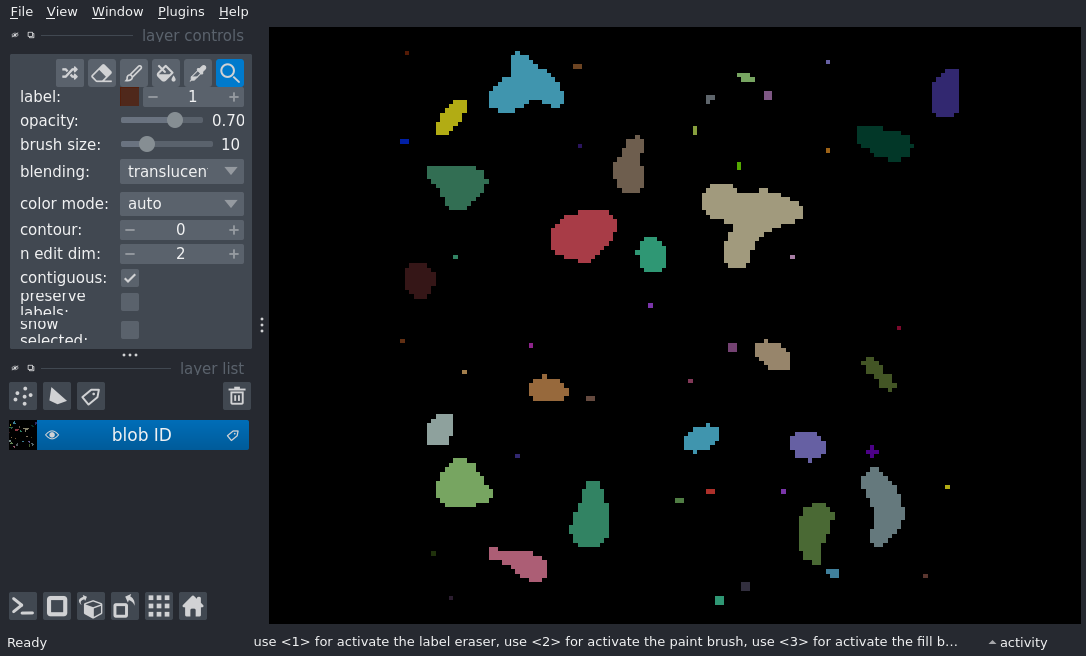 File View Window Plugins Help
layer controls
label: 1
opacity: 0.70
brush size: 10
blending: translucen
color mode: auto
contour: 0
n edit dim: 2
contiguous:
preserve
labels:
show
selected:
layer list
blob ID
Ready use <1> for activate the label eraser, use <2> for activate the paint brush, use <3> for activate the fill b... activity